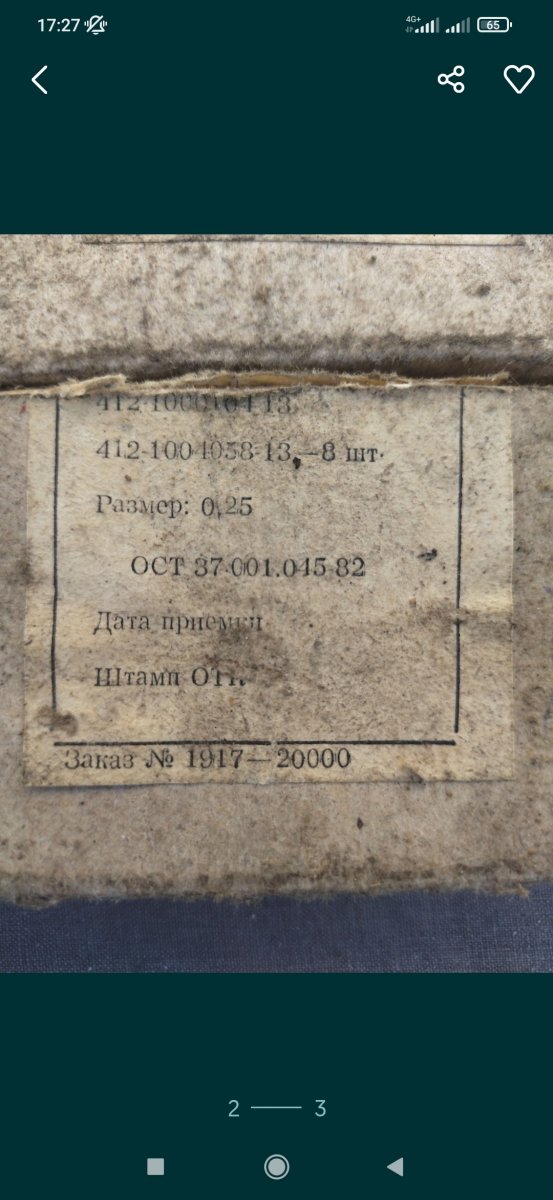 17:27
4G+
65
412-1004058-13,-8 шт.
Размер: 0,25
ОСТ 37.001.045-82
Дата приемки
Штамп ОТК
Заказ № 1917—20000
2 — 3